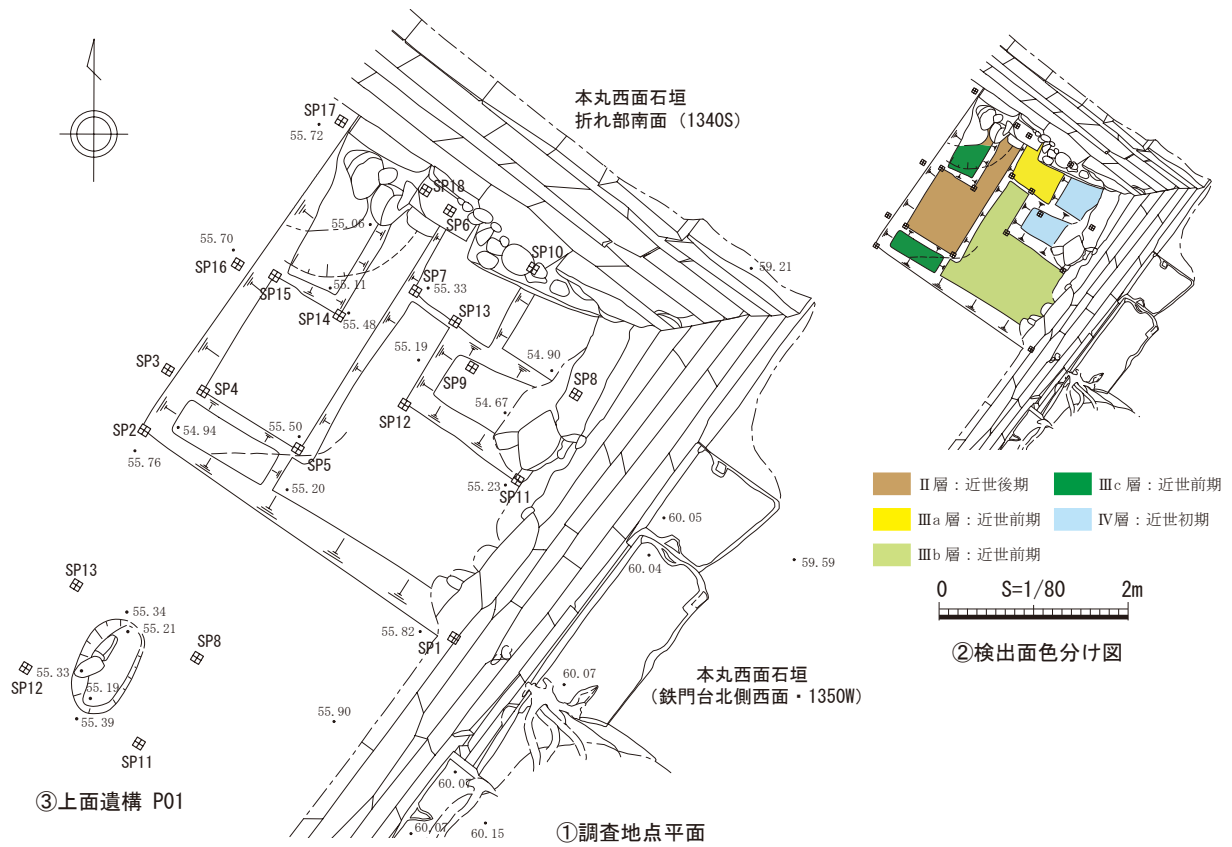 本丸西面石垣
折れ部南面（1340S）
SP17
55.72
SP18
SP6
55.06
55.70
SP16
SP10
59.21
SP15
SP7
55.33
55.11
SP14
55.48
SP13
55.19
54.90
SP3
SP9
SP8
SP4
SP12
54.67
SP2
54.94
55.50
SP5
55.76
SP11
55.23
55.20
60.05
60.04
59.59
55.82
SP1
本丸西面石垣
（鉄門台北側西面・1350W）
60.07
55.90
60.07
60.07
60.15
①調査地点平面
Ⅱ層：近世後期
Ⅲc層：近世前期
Ⅲa層：近世前期
Ⅳ層：近世初期
Ⅲb層：近世前期
0 S=1/80 2m
②検出面色分け図
SP13
55.34
55.21
SP8
SP12
55.33
55.19
55.39
SP11
③上面遺構 P01